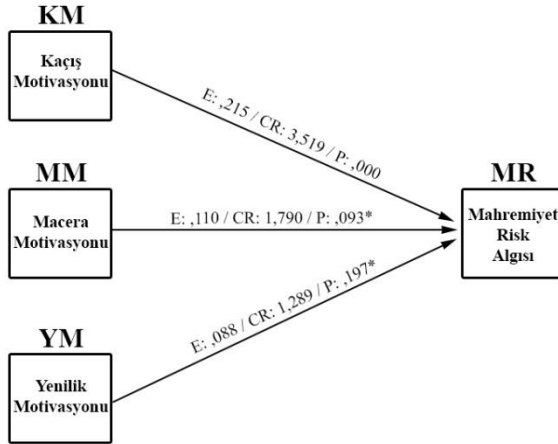 KM
Kaçış
Motivasyonu
E: ,215 / CR: 3,519 / P: ,000
MM
Macera
Motivasyonu
E: ,110 / CR: 1,790 / P: ,093*
MR
Mahremiyet
Risk
Algısı
YM
Yenilik
Motivasyonu
E: ,088 / CR: 1,289 / P: ,197*